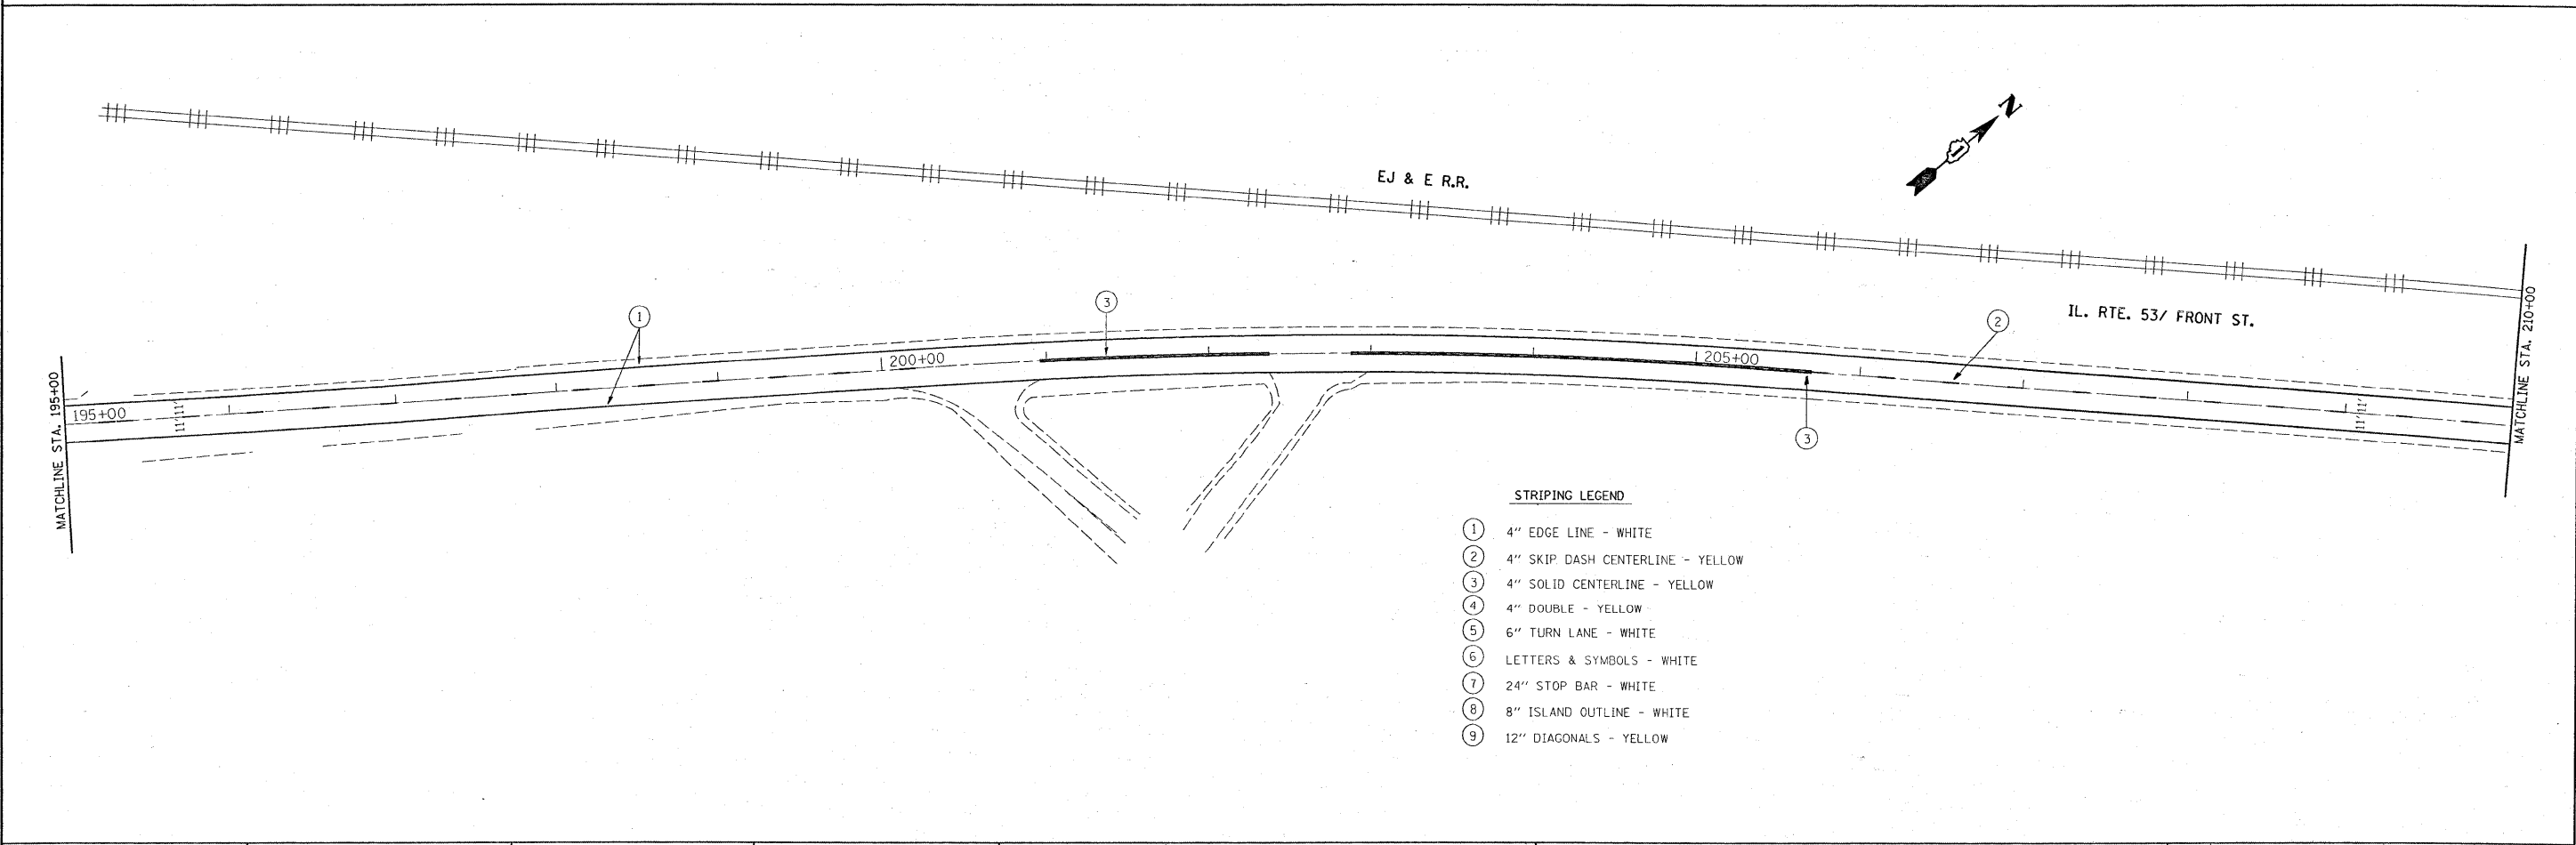 N
EJ & E R.R.
IL. RTE. 53/ FRONT ST.
1
3
2
200+00
205+00
195+00
11' 11'
11' 11'
3
MATCHLINE STA. 195+00
MATCHLINE STA. 210+00
STRIPING LEGEND
1 4" EDGE LINE - WHITE
2 4" SKIP DASH CENTERLINE - YELLOW
3 4" SOLID CENTERLINE - YELLOW
4 4" DOUBLE - YELLOW
5 6" TURN LANE - WHITE
6 LETTERS & SYMBOLS - WHITE
7 24" STOP BAR - WHITE
8 8" ISLAND OUTLINE - WHITE
9 12" DIAGONALS - YELLOW